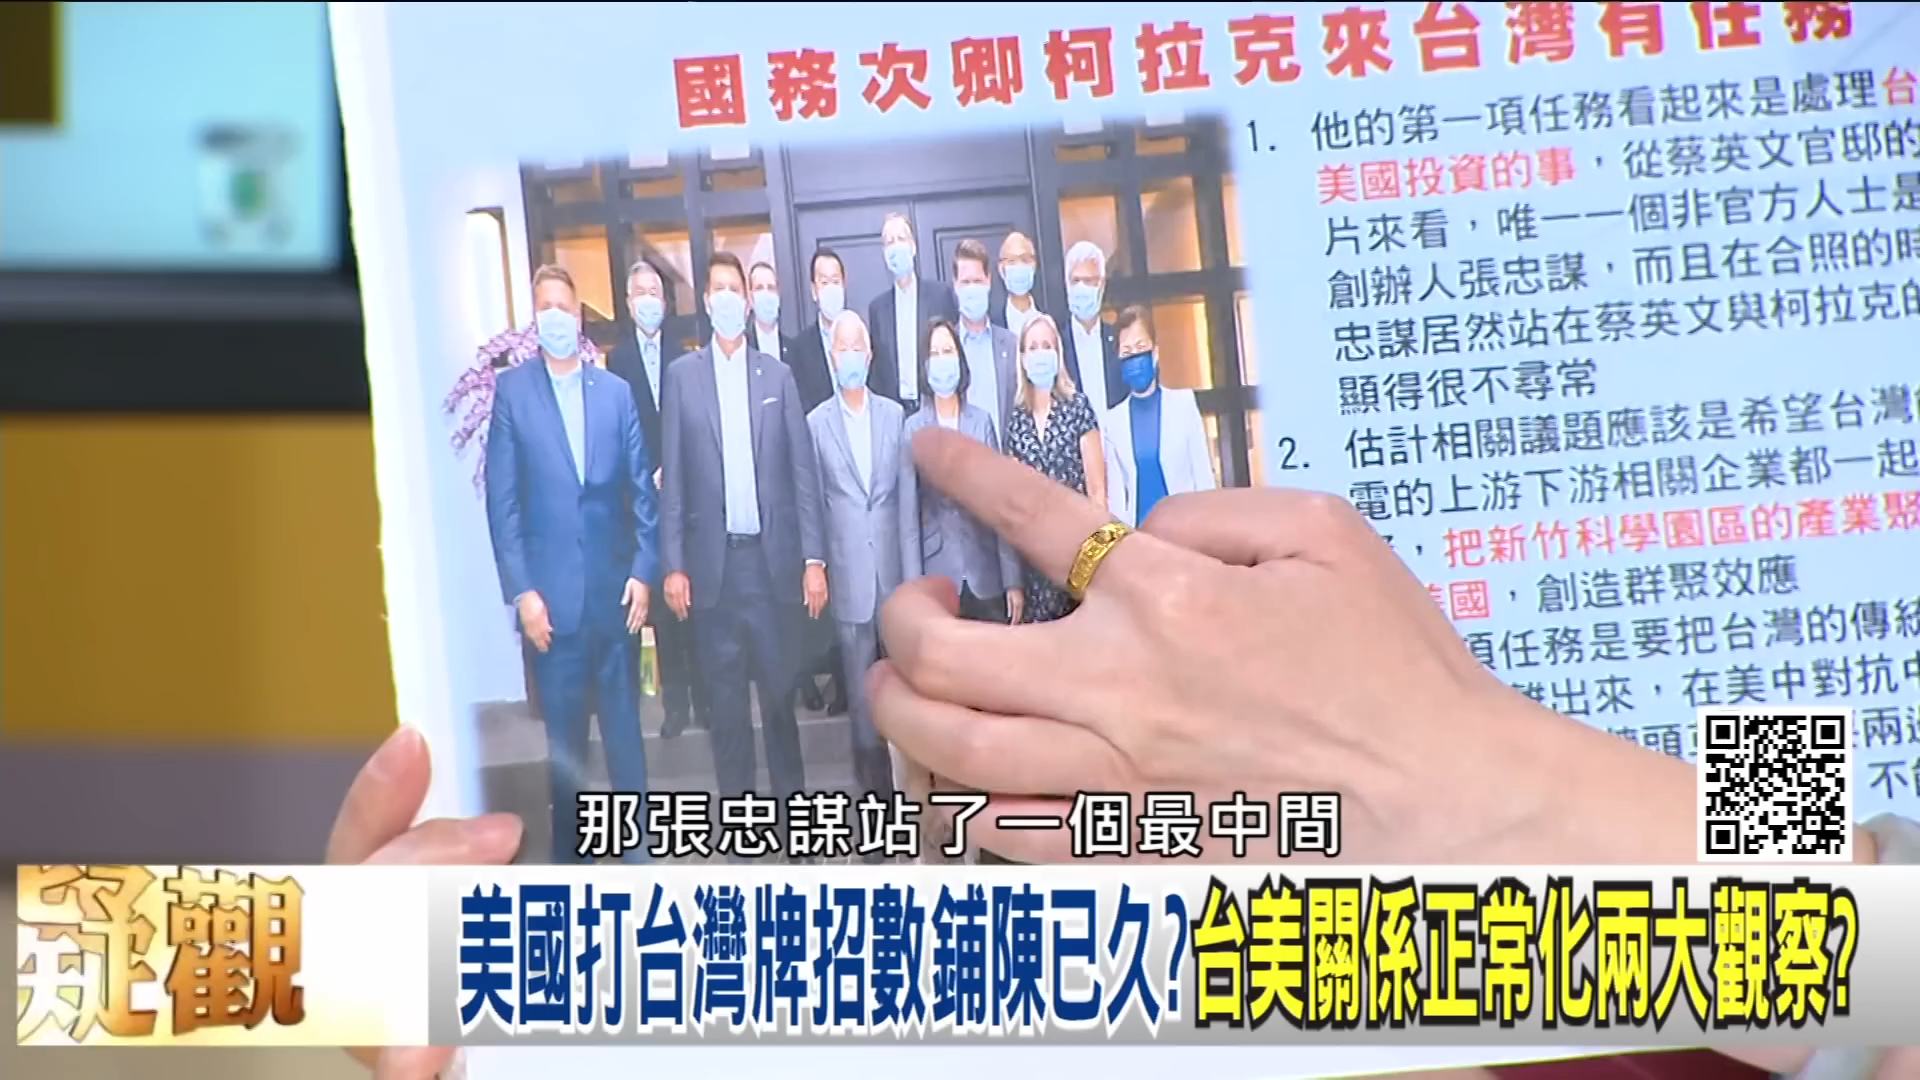 國務次卿柯拉克來台灣有任務
1. 他的第一項任務看起來是處理台
美國投資的事，從蔡英文官邸的
片來看，唯一一個非官方人士是
創辦人張忠謀，而且在合照的時
忠謀居然站在蔡英文與柯拉克的
顯得很不尋常
2. 估計相關議題應該是希望台灣
電的上游下游相關企業都一起
，把新竹科學園區的產業聚
美國，創造群聚效應
項任務是要把台灣的傳統
離出來，在美中對抗中
頭
兩邊
不能
那張忠謀站了一個最中間
疑觀
美國打台灣牌招數鋪陳已久?台美關係正常化兩大觀察?